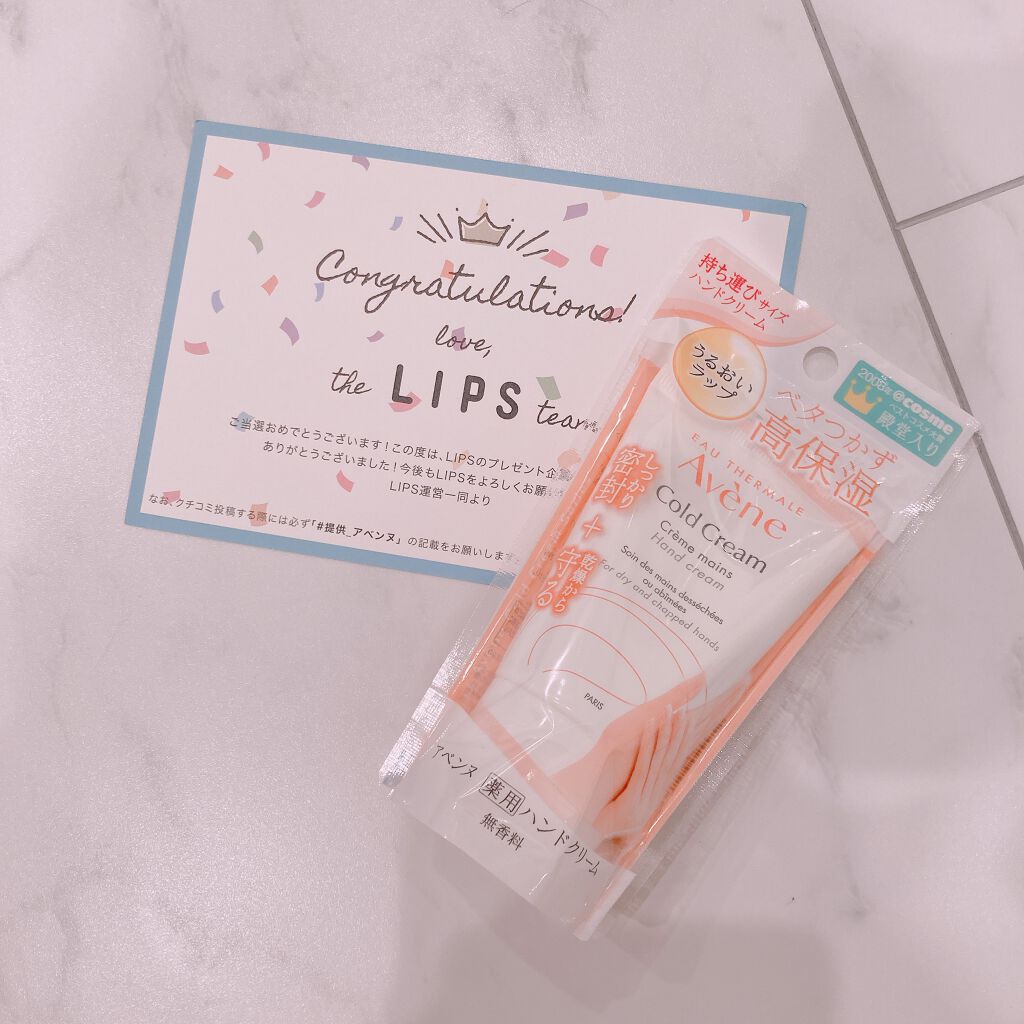 Congratulations!
love,
the LIPS team
ご当選おめでとうございます！この度は、LIPSのプレゼント企
ありがとうございました！今後もLIPSをよろしくお願
LIPS運営一同より
なお、クチコミ投稿する際には必ず「#提供_アベンヌ」の記載をお願いします
持ち運びサイズ
ハンドクリーム
うるおい
ラップ
@cosme
ベストコスメ大賞
殿堂入り
ベタつかず
高保湿
EAU THERMALE
Avène
Cold Cream
Crème mains
Hand cream
Soin des mains desséchées
ou abîmées
For dry and chapped hands
しっかり
密封
+
乾燥から
守る
PARIS
アベンヌ 薬用ハンドクリーム
無香料